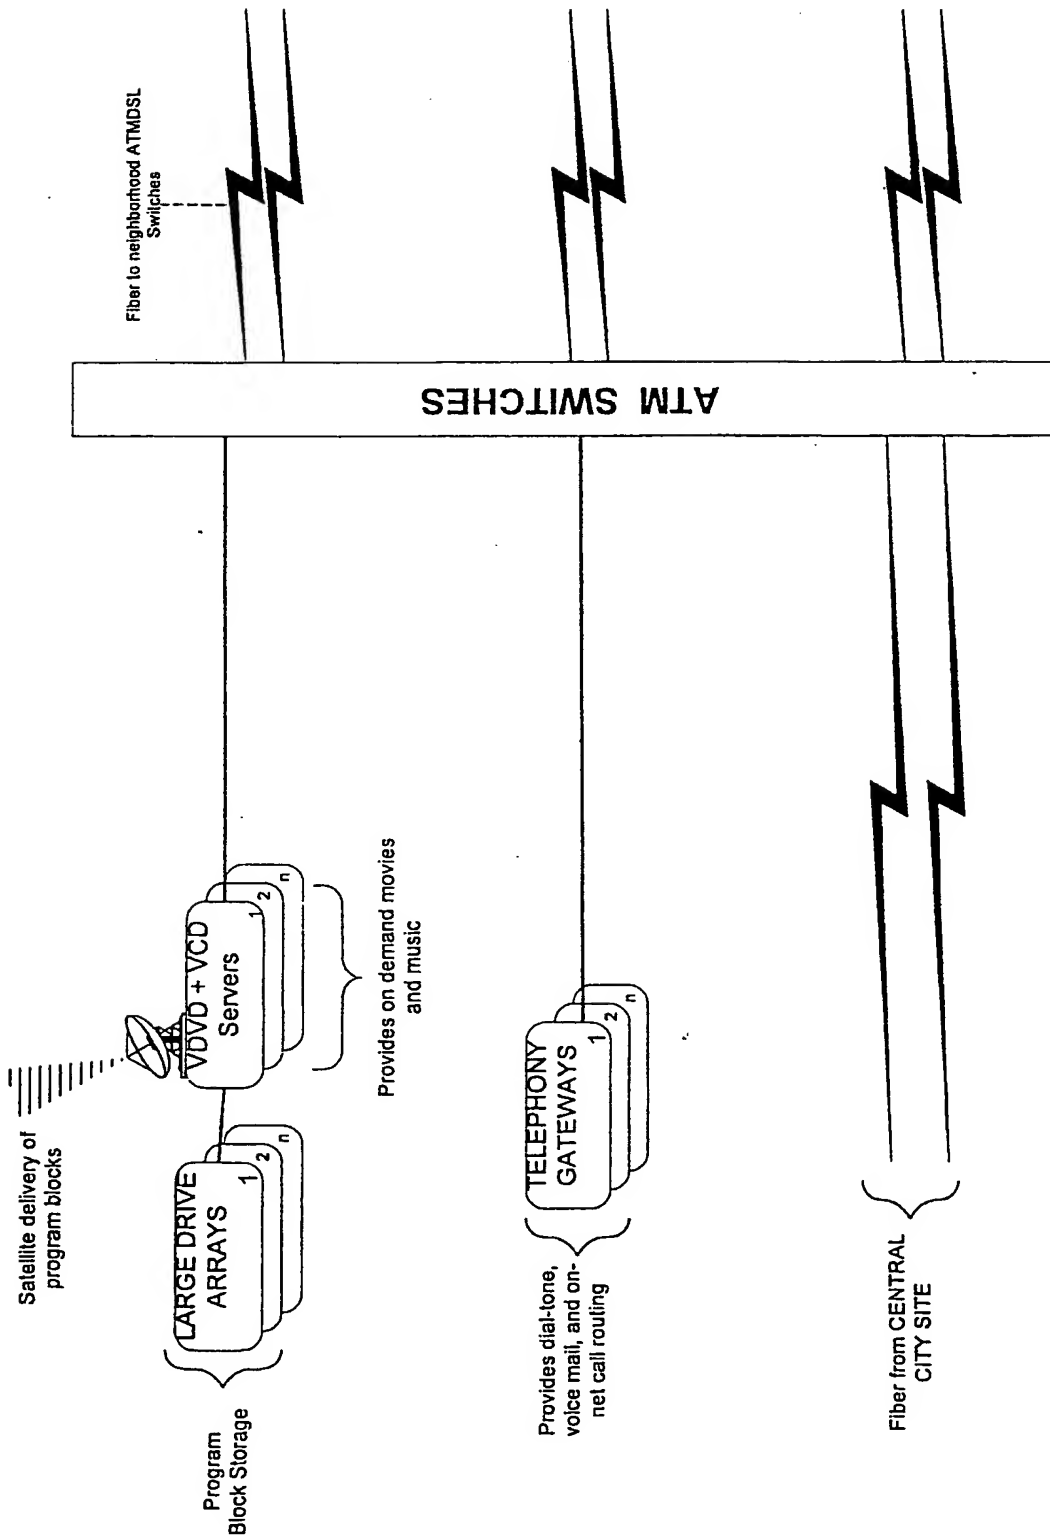 Satellite delivery of
program blocks
Program
Block Storage
LARGE DRIVE
ARRAYS
1
2
n
VDVD + VCD
Servers
1
2
n
Provides on demand movies
and music
Fiber to neighborhood ATMDSL
Switches
ATM SWITCHES
Provides dial-tone,
voice mail, and on-
net call routing
TELEPHONY
GATEWAYS
1
2
n
Fiber from CENTRAL
CITY SITE